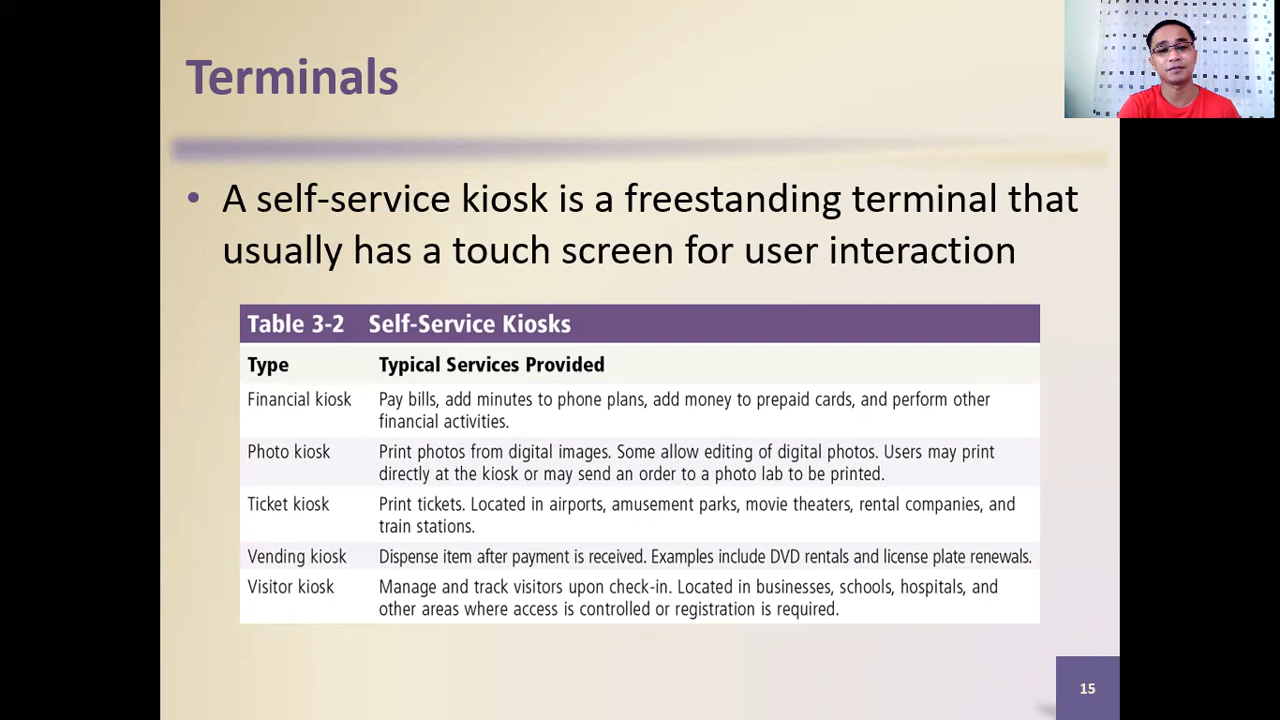 Terminals
• A self-service kiosk is a freestanding terminal that
usually has a touch screen for user interaction
Table 3-2 Self-Service Kiosks
Type Typical Services Provided
Financial kiosk Pay bills, add minutes to phone plans, add money to prepaid cards, and perform other
financial activities.
Photo kiosk Print photos from digital images. Some allow editing of digital photos. Users may print
directly at the kiosk or may send an order to a photo lab to be printed.
Ticket kiosk Print tickets. Located in airports, amusement parks, movie theaters, rental companies, and
train stations.
Vending kiosk Dispense item after payment is received. Examples include DVD rentals and license plate renewals.
Visitor kiosk Manage and track visitors upon check-in. Located in businesses, schools, hospitals, and
other areas where access is controlled or registration is required.
15